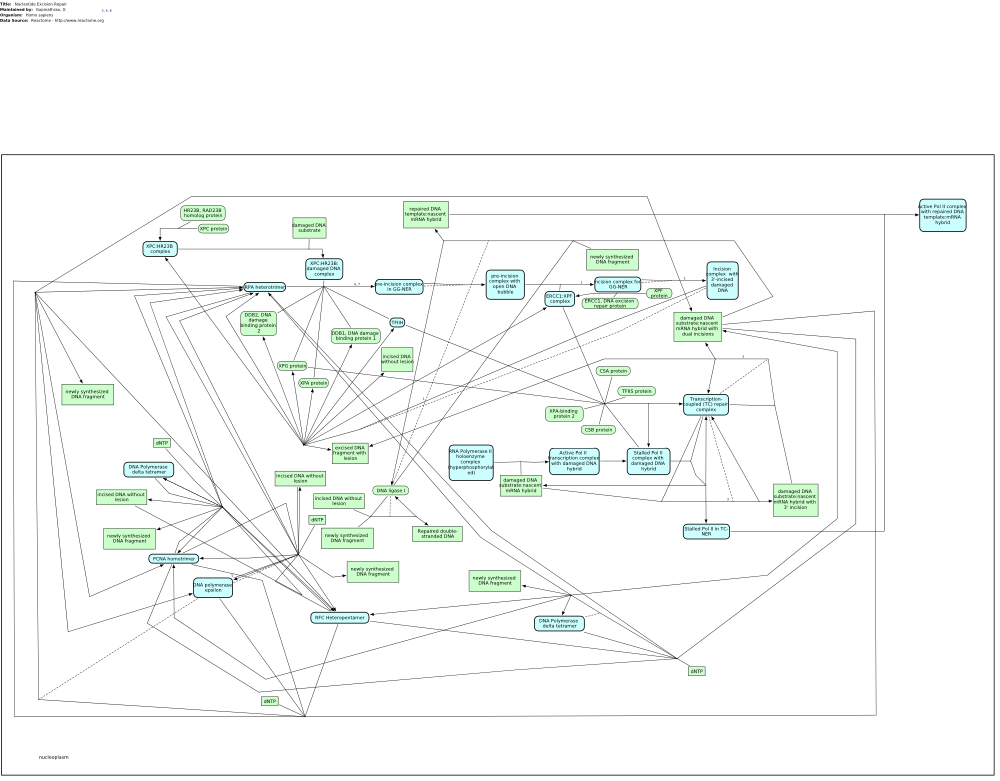 Title: Nucleotide Excision Repair
Maintained by: Gopinathrao, G
Organism: Homo sapiens
Data Source: Reactome - http://www.reactome.org
HR23B, RAD23B
homolog protein
XPC protein
XPC:HR23B
complex
damaged DNA
substrate
XPC:HR23B:
damaged DNA
complex
repaired DNA
template:nascent
mRNA hybrid
Active Pol II complex
with repaired DNA
template:mRNA
hybrid
newly synthesized
DNA fragment
RPA heterotrimer
pre-incision complex
in GG-NER
pre-incision
complex with
open DNA
bubble
incision complex for
GG-NER
Incision
complex with
3'-incised
damaged
DNA
XPF
protein
ERCC1:XPF
complex
ERCC1, DNA excision
repair protein
DDB2, DNA
damage
binding protein
2
TFIIH
DDB1, DNA damage
binding protein 1
damaged DNA
substrate:nascent
mRNA hybrid with
dual incisions
incised DNA
without lesion
XPG protein
XPA protein
CSA protein
TFIIS protein
newly synthesized
DNA fragment
XPA-binding
protein 2
CSB protein
Transcription-
coupled (TC) repair
complex
dNTP
excised DNA
fragment with
lesion
RNA Polymerase II
holoenzyme
complex
(hyperphosphorylat
ed)
Active Pol II
transcription complex
with damaged DNA
hybrid
Stalled Pol II
complex with
damaged DNA
hybrid
DNA Polymerase
delta tetramer
incised DNA without
lesion
damaged DNA
substrate:nascent
mRNA hybrid
incised DNA without
lesion
incised DNA without
lesion
DNA ligase I
damaged DNA
substrate:nascent
mRNA hybrid with
3' incision
dNTP
newly synthesized
DNA fragment
newly synthesized
DNA fragment
Repaired double-
stranded DNA
Stalled Pol II in TC-
NER
PCNA homotrimer
newly synthesized
DNA fragment
newly synthesized
DNA fragment
DNA polymerase
epsilon
RFC Heteropentamer
DNA Polymerase
delta tetramer
dNTP
dNTP
nucleoplasm